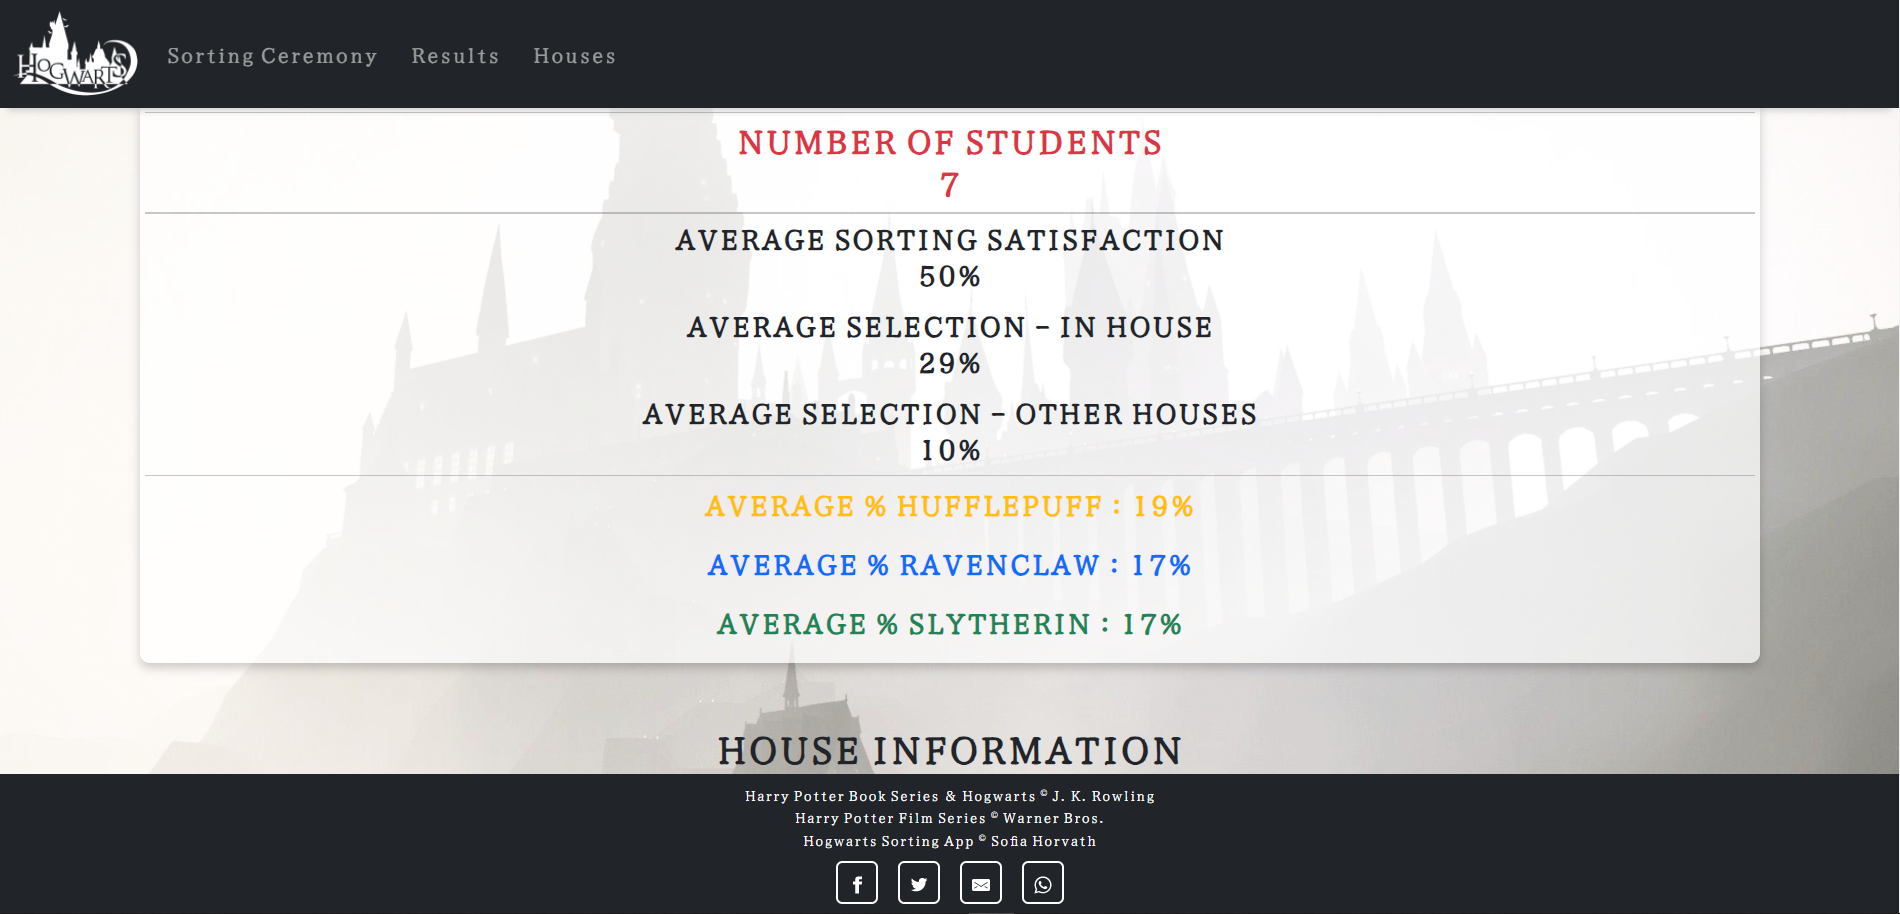 HOGWARTS
Sorting Ceremony
Results
Houses
NUMBER OF STUDENTS
7
AVERAGE SORTING SATISFACTION
50%
AVERAGE SELECTION - IN HOUSE
29%
AVERAGE SELECTION - OTHER HOUSES
10%
AVERAGE % HUFFLEPUFF : 19%
AVERAGE % RAVENCLAW : 17%
AVERAGE % SLYTHERIN : 17%
HOUSE INFORMATION
Harry Potter Book Series & Hogwarts © J. K. Rowling
Harry Potter Film Series © Warner Bros.
Hogwarts Sorting App © Sofia Horvath